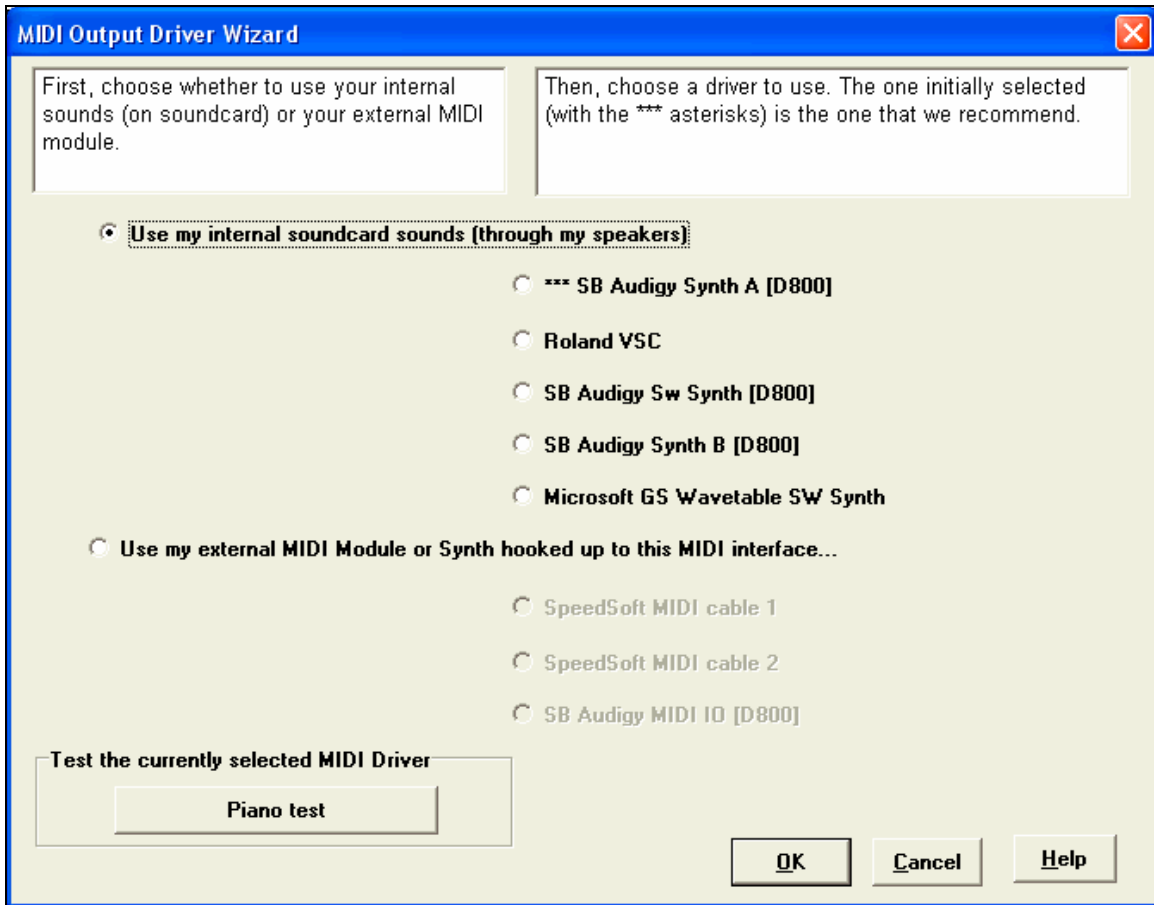 MIDI Output Driver Wizard
First, choose whether to use your internal
sounds (on soundcard) or your external MIDI
module.
Then, choose a driver to use. The one initially selected
(with the *** asterisks) is the one that we recommend.
Use my internal soundcard sounds (through my speakers)
*** SB Audigy Synth A [D800]
Roland VSC
SB Audigy Sw Synth [D800]
SB Audigy Synth B [D800]
Microsoft GS Wavetable SW Synth
Use my external MIDI Module or Synth hooked up to this MIDI interface...
SpeedSoft MIDI cable 1
SpeedSoft MIDI cable 2
SB Audigy MIDI IO [D800]
Test the currently selected MIDI Driver
Piano test
OK
Cancel
Help